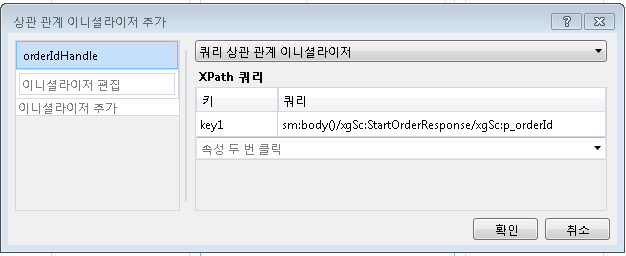 상관 관계 이니셜라이저 추가
orderIdHandle
이니셜라이저 편집
이니셜라이저 추가
쿼리 상관 관계 이니셜라이저
XPath 쿼리
키 쿼리
key1 sm:body()/xgSc:StartOrderResponse/xgSc:p_orderId
속성 두 번 클릭
확인 취소